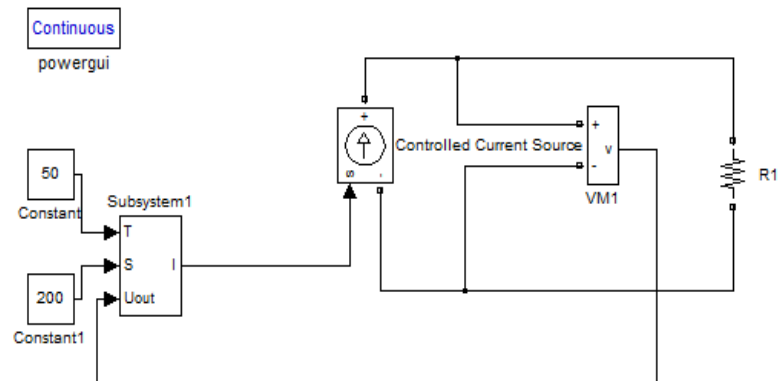 Continuous
powergui
+
Controlled Current Source
s
-
+
-
v
VM1
R1
50
Constant
Subsystem1
T
S
I
Uout
200
Constant1